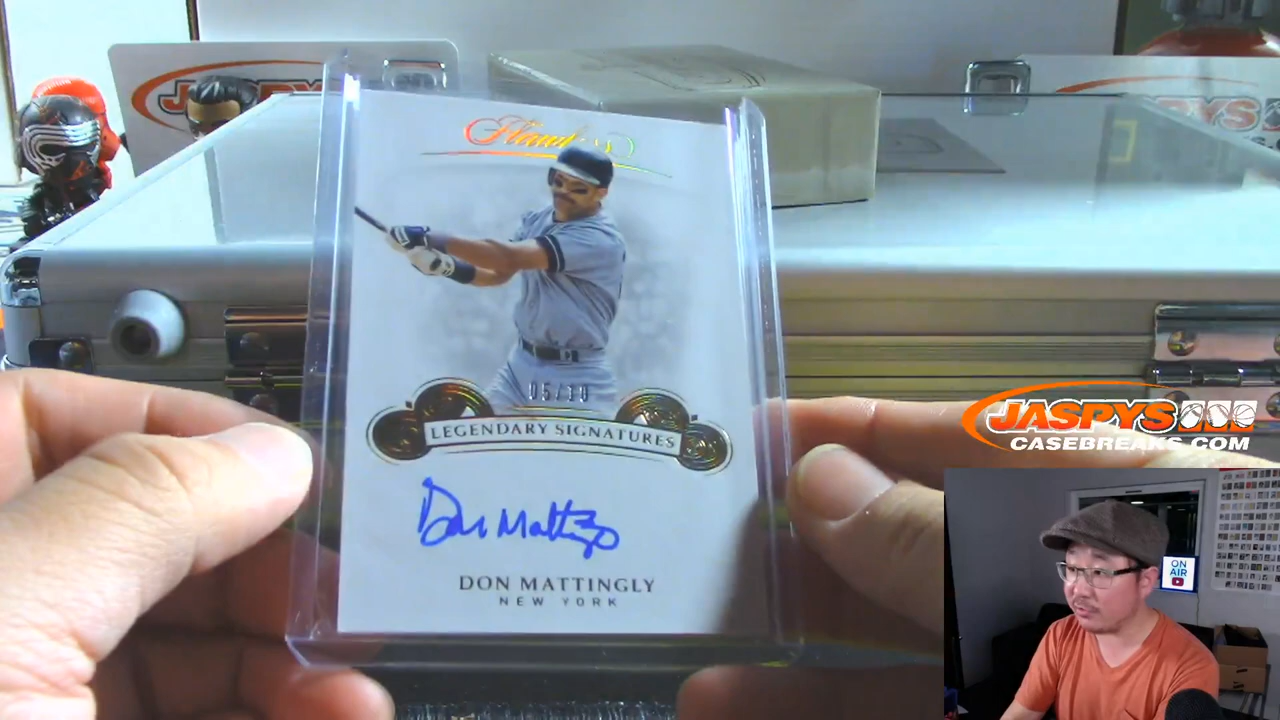 Flawless
05/10
LEGENDARY SIGNATURES
Don Mattingly
DON MATTINGLY
NEW YORK
JASPYS
CASEBREAKS.COM
ON
AIR